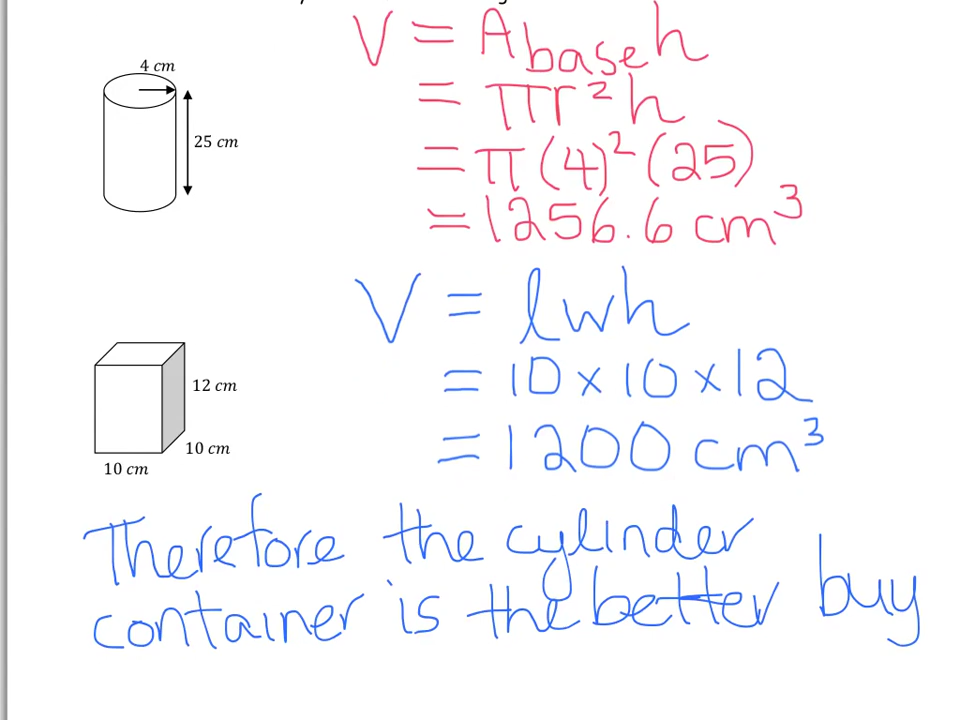 V = A base h
4 cm
= πr²h
25 cm
= π(4)²(25)
= 1256.6 cm³
V = lwh
12 cm
= 10 × 10 × 12
10 cm
= 1200 cm³
10 cm
Therefore the cylinder
container is the better buy